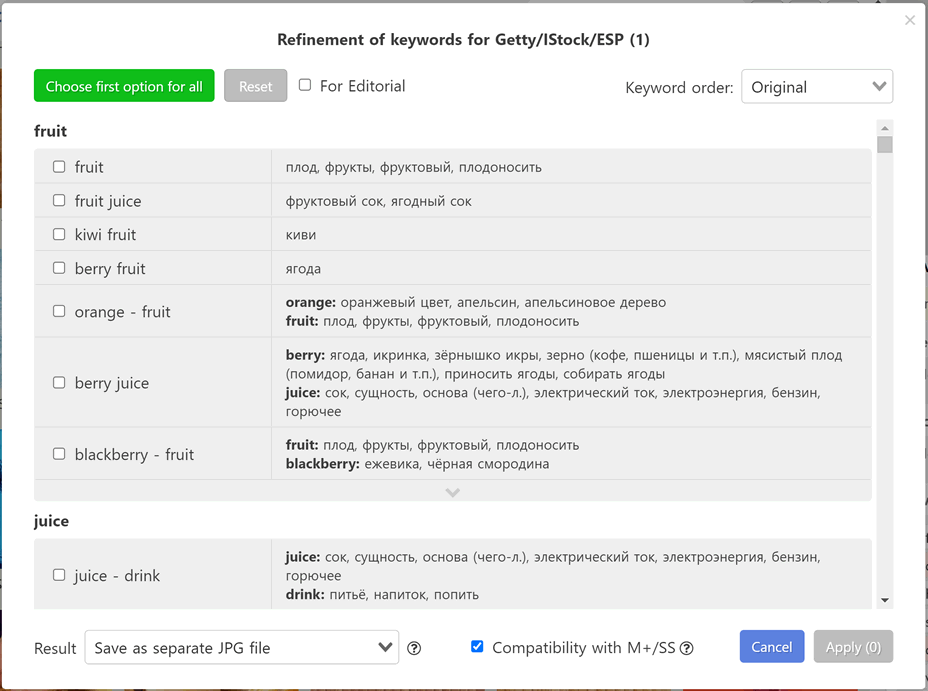 Refinement of keywords for Getty/IStock/ESP (1)
Choose first option for all
Reset
For Editorial
Keyword order:
Original
fruit
fruit
плод, фрукты, фруктовый, плодоносить
fruit juice
фруктовый сок, ягодный сок
kiwi fruit
киви
berry fruit
ягода
orange - fruit
orange: оранжевый цвет, апельсин, апельсиновое дерево
fruit: плод, фрукты, фруктовый, плодоносить
berry juice
berry: ягода, икринка, зёрнышко икры, зерно (кофе, пшеницы и т.п.), мясистый плод
(помидор, банан и т.п.), приносить ягоды, собирать ягоды
juice: сок, сущность, основа (чего-л.), электрический ток, электроэнергия, бензин,
горючее
blackberry - fruit
fruit: плод, фрукты, фруктовый, плодоносить
blackberry: ежевика, чёрная смородина
juice
juice - drink
juice: сок, сущность, основа (чего-л.), электрический ток, электроэнергия, бензин,
горючее
drink: питьё, напиток, попить
Result
Save as separate JPG file
Compatibility with M+/SS
Cancel
Apply (0)